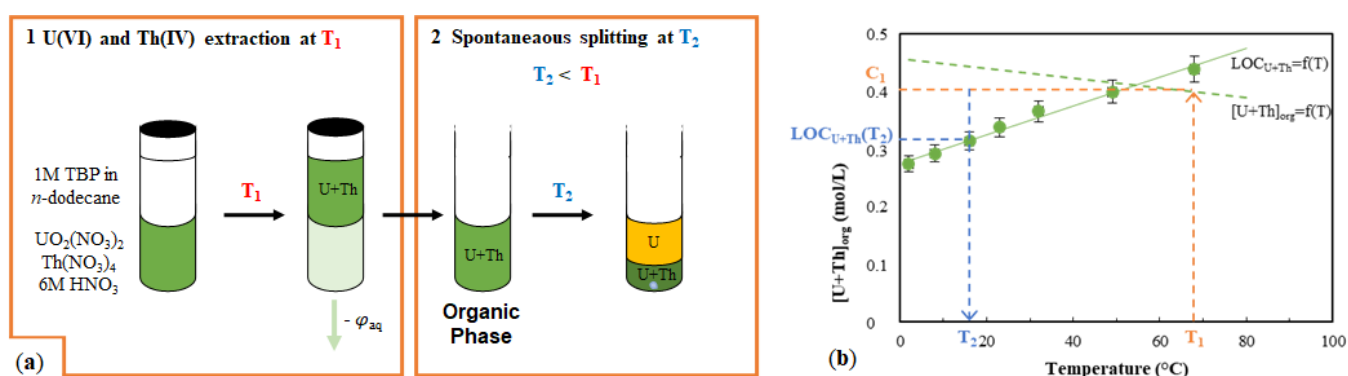 1 U(VI) and Th(IV) extraction at T₁
1M TBP in
n-dodecane
UO₂(NO₃)₂
Th(NO₃)₄
6M HNO₃
T₁
U+Th
- φaq
(a)
2 Spontaneous splitting at T₂
T₂ < T₁
U+Th
Organic
Phase
T₂
U
U+Th
[U+Th]org (mol/L)
0.5
0.4
0.3
0.2
0.1
0
C₁
LOCU+Th(T₂)
LOCU+Th=f(T)
[U+Th]org=f(T)
0
T₂
20
40
60
T₁
80
100
Temperature (°C)
(b)